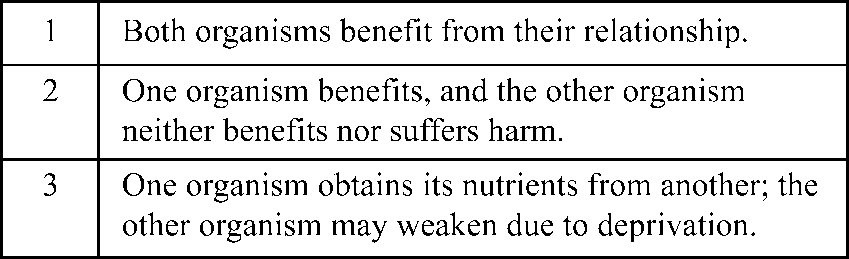 1 Both organisms benefit from their relationship.
2 One organism benefits, and the other organism
neither benefits nor suffers harm.
3 One organism obtains its nutrients from another; the
other organism may weaken due to deprivation.